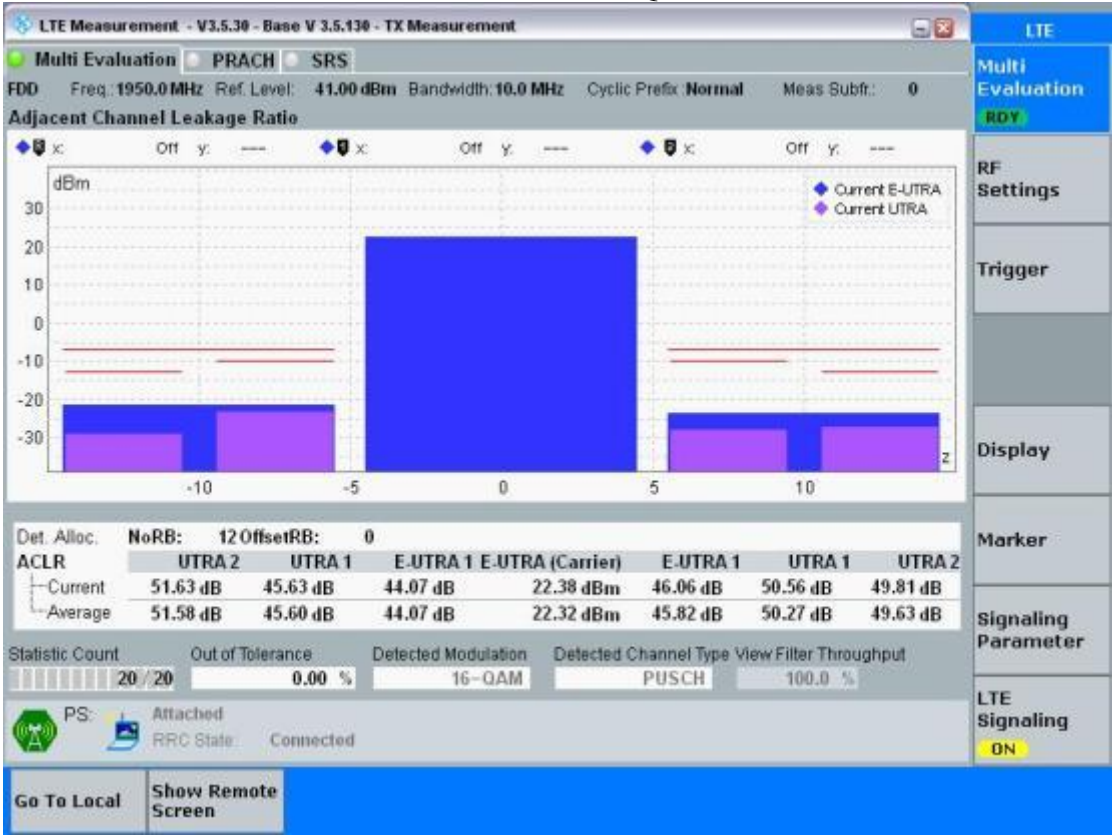 LTE Measurement - V3.5.30 - Base V 3.5.130 - TX Measurement
LTE
Multi Evaluation PRACH SRS
Multi
Evaluation
RDY
FDD Freq.: 1950.0 MHz Ref. Level: 41.00 dBm Bandwidth: 10.0 MHz Cyclic Prefix: Normal Meas Subfr.: 0
Adjacent Channel Leakage Ratio
x: Off y: --- x: Off y: --- x: Off y: ---
dBm
Current E-UTRA
Current UTRA
30
20
10
0
-10
-20
-30
-10 -5 0 5 10
z
RF
Settings
Trigger
Display
Marker
Signaling
Parameter
LTE
Signaling
ON
Det. Alloc. NoRB: 12 OffsetRB: 0
ACLR UTRA 2 UTRA 1 E-UTRA 1 E-UTRA (Carrier) E-UTRA 1 UTRA 1 UTRA 2
Current 51.63 dB 45.63 dB 44.07 dB 22.38 dBm 46.06 dB 50.56 dB 49.81 dB
Average 51.58 dB 45.60 dB 44.07 dB 22.32 dBm 45.82 dB 50.27 dB 49.63 dB
Statistic Count Out of Tolerance Detected Modulation Detected Channel Type View Filter Throughput
20 / 20 0.00 % 16-QAM PUSCH 100.0 %
PS: Attached
RRC State: Connected
Go To Local
Show Remote
Screen